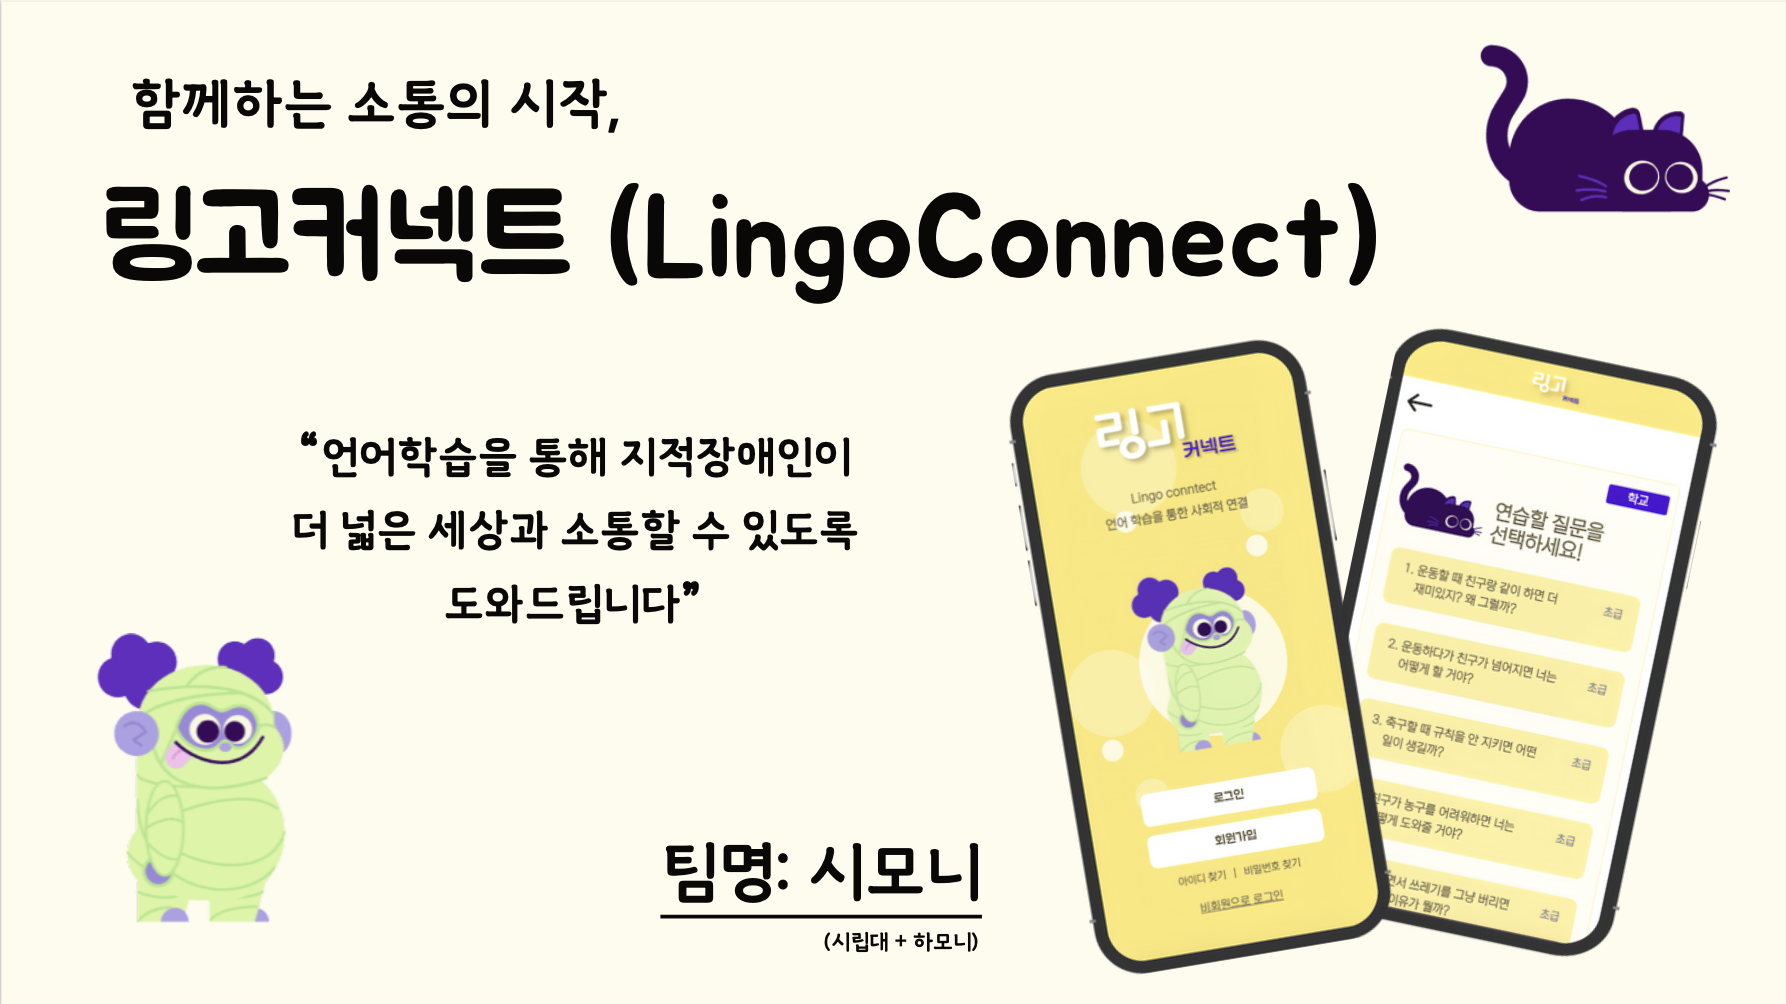 함께하는 소통의 시작,
링고커넥트 (LingoConnect)
“언어학습을 통해 지적장애인이
더 넓은 세상과 소통할 수 있도록
도와드립니다”
팀명: 시모니
(시립대 + 하모니)
링고
커넥트
Lingo conntect
언어 학습을 통한 사회적 연결
로그인
회원가입
아이디 찾기 | 비밀번호 찾기
비회원으로 로그인
링고
커넥트
학교
연습할 질문을
선택하세요!
1. 운동할 때 친구랑 같이 하면 더
재미있지? 왜 그럴까?
초급
2. 운동하다가 친구가 넘어지면 너는
어떻게 할 거야?
초급
3. 축구할 때 규칙을 안 지키면 어떤
일이 생길까?
초급
친구가 농구를 어려워하면 너는
떻게 도와줄 거야?
초급
면서 쓰레기를 그냥 버리면
이유가 뭘까?
초급